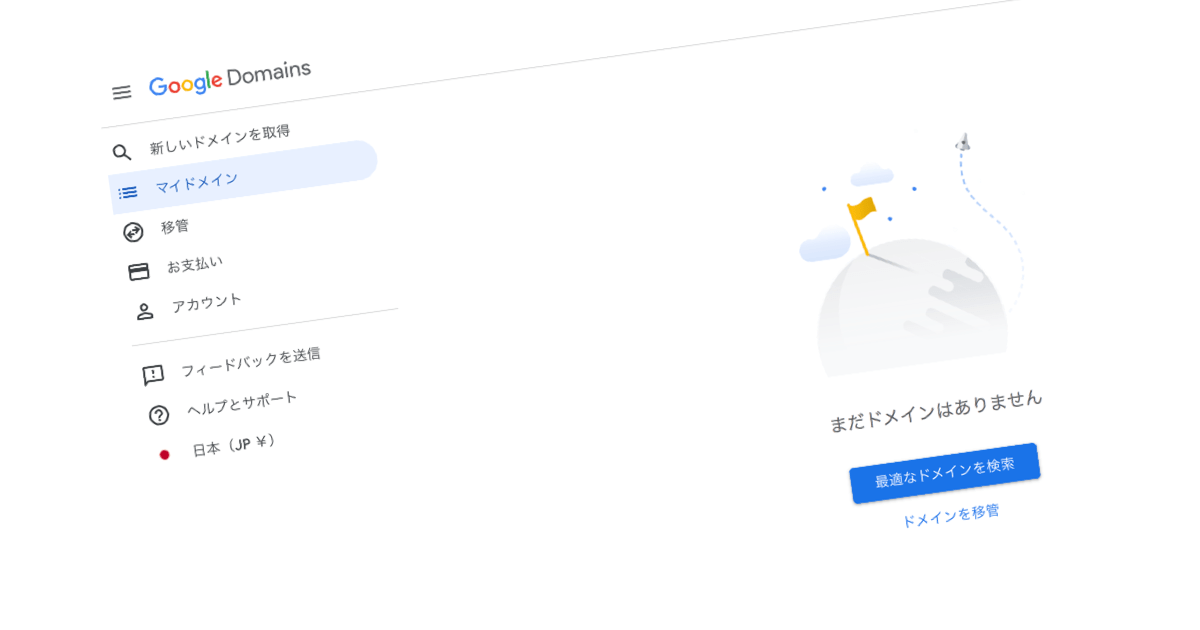 Google Domains
新しいドメインを取得
マイドメイン
移管
お支払い
アカウント
フィードバックを送信
ヘルプとサポート
日本（JP ¥）
まだドメインはありません
最適なドメインを検索
ドメインを移管